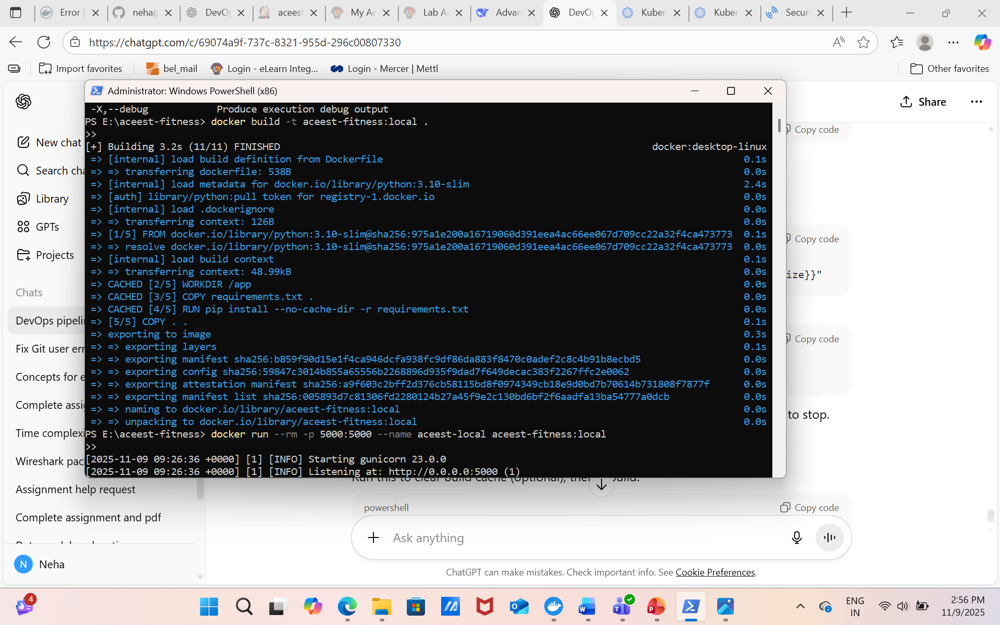 Error
nehag
DevO
aceest
My Ac
Lab A
Advan
DevO
Kuber
Kuber
Securi
https://chatgpt.com/c/69074a9f-737c-8321-955d-296c00807330
Import favorites
bel_mail
Login - eLearn Integ...
Login - Mercer | Mettl
Other favorites
Administrator: Windows PowerShell (x86)
-X,--debug Produce execution debug output
PS E:\aceest-fitness> docker build -t aceest-fitness:local .
>>
[+] Building 3.2s (11/11) FINISHED docker:desktop-linux
=> [internal] load build definition from Dockerfile 0.1s
=> => transferring dockerfile: 538B 0.0s
=> [internal] load metadata for docker.io/library/python:3.10-slim 2.4s
=> [auth] library/python:pull token for registry-1.docker.io 0.0s
=> [internal] load .dockerignore 0.0s
=> => transferring context: 126B 0.0s
=> [1/5] FROM docker.io/library/python:3.10-slim@sha256:975a1e200a16719060d391eea4ac66ee067d709cc22a32f4ca473773 0.1s
=> => resolve docker.io/library/python:3.10-slim@sha256:975a1e200a16719060d391eea4ac66ee067d709cc22a32f4ca473773 0.0s
=> [internal] load build context 0.1s
=> => transferring context: 48.99kB 0.0s
=> CACHED [2/5] WORKDIR /app 0.0s
=> CACHED [3/5] COPY requirements.txt . 0.0s
=> CACHED [4/5] RUN pip install --no-cache-dir -r requirements.txt 0.0s
=> [5/5] COPY . . 0.1s
=> exporting to image 0.3s
=> => exporting layers 0.1s
=> => exporting manifest sha256:b859f90d15e1f4ca946dcfa938fc9df86da883f8470c0adef2c8c4b91b8ecbd5 0.0s
=> => exporting config sha256:59847c3014b855a65556b2268896d935f9dad7f649decac383f2267ffc2e0062 0.0s
=> => exporting attestation manifest sha256:a9f603c2bff2d376cb58115bd8f0974349cb18e9d0bd7b70614b731808f7877f 0.0s
=> => exporting manifest list sha256:005893d7c81306fd2280124b27a45f9e2c130bd6bf2f6aadfa13ba54777a0dcb 0.0s
=> => naming to docker.io/library/aceest-fitness:local 0.0s
=> => unpacking to docker.io/library/aceest-fitness:local 0.0s
PS E:\aceest-fitness> docker run --rm -p 5000:5000 --name aceest-local aceest-fitness:local
>>
[2025-11-09 09:26:36 +0000] [1] [INFO] Starting gunicorn 23.0.0
[2025-11-09 09:26:36 +0000] [1] [INFO] Listening at: http://0.0.0.0:5000 (1)
Share
Copy code
Copy code
ize}}"
Copy code
to stop.
New chat
Search cha
Library
GPTs
Projects
Chats
DevOps pipelin
Fix Git user err
Concepts for e
Complete assig
Time complexi
Wireshark pac
Assignment help request
Complete assignment and pdf
N Neha
powershell
Copy code
Ask anything
ChatGPT can make mistakes. Check important info. See Cookie Preferences.
4
ENG
IN
2:56 PM
11/9/2025